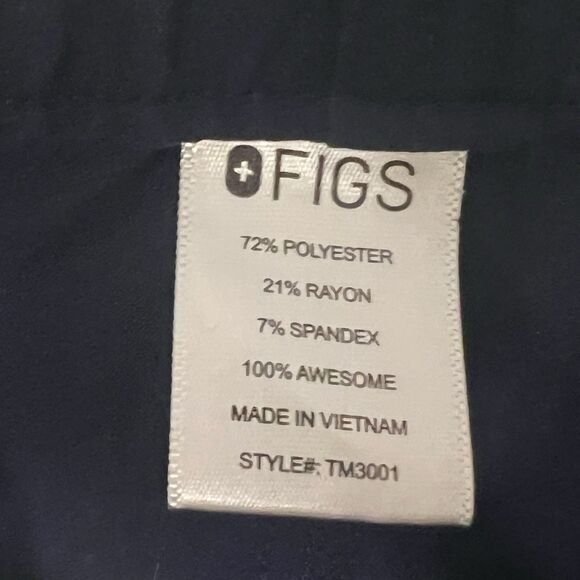 FIGS
72% POLYESTER
21% RAYON
7% SPANDEX
100% AWESOME
MADE IN VIETNAM
STYLE#: TM3001